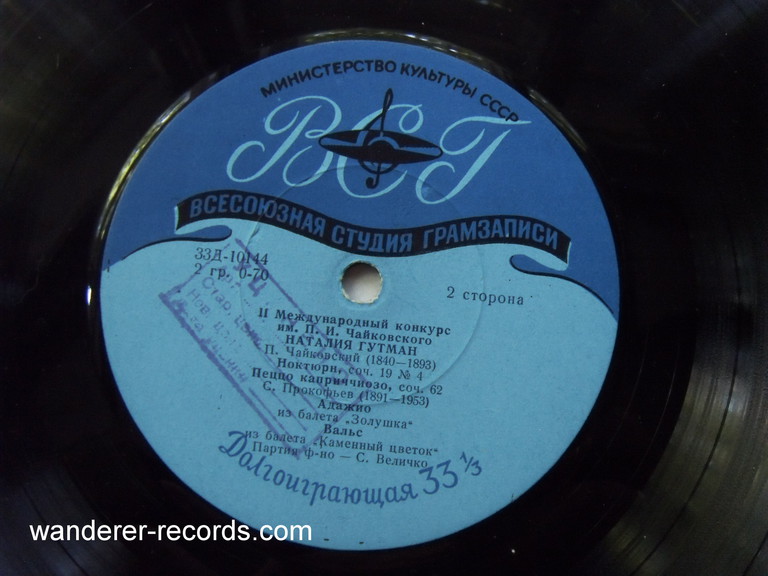 МИНИСТЕРСТВО КУЛЬТУРЫ СССР
ВСГ
ВСЕСОЮЗНАЯ СТУДИЯ ГРАМЗАПИСИ
33Д-10144
2 гр. 0-70
2 сторона
II Международный конкурс
им. П. И. Чайковского
НАТАЛИЯ ГУТМАН
П. Чайковский (1840—1893)
Ноктюрн, соч. 19 № 4
Пеццо каприччиозо, соч. 62
С. Прокофьев (1891—1953)
Адажио
из балета „Золушка"
Вальс
из балета „Каменный цветок"
Партия ф-но — С. Величко
Долгоиграющая 33 1/3
wanderer-records.com